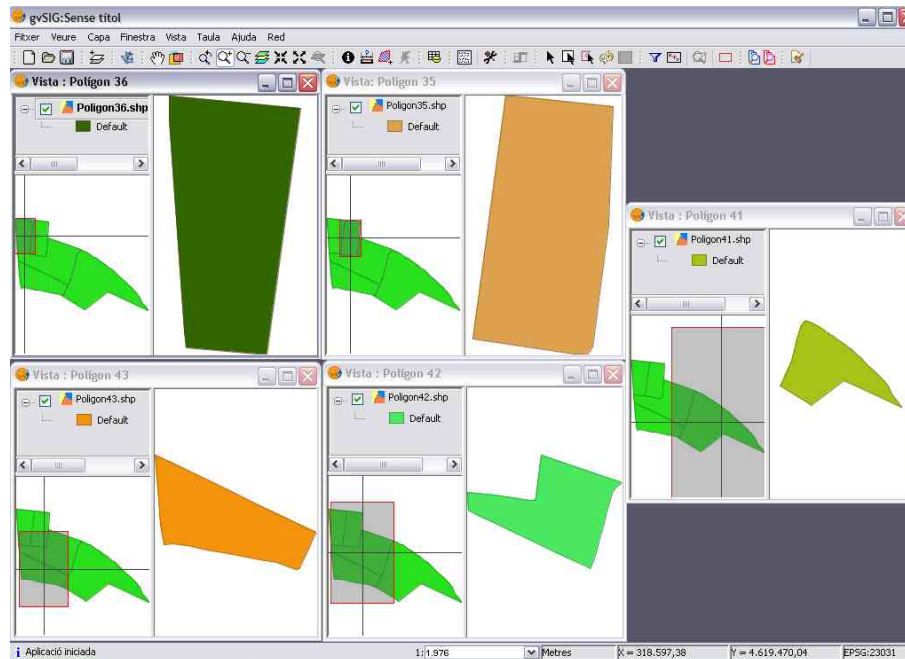 gvSIG:Sense títol
Fitxer Veure Capa Finestra Vista Taula Ajuda Red
Vista : Polígon 36
Poligon36.shp
Default
Vista: Polígon 35
Poligon35.shp
Default
Vista : Polígon 41
Poligon41.shp
Default
Vista : Polígon 43
Poligon43.shp
Default
Vista : Polígon 42
Poligon42.shp
Default
Aplicació iniciada 1:1.976 Metres X = 318.597,38 Y = 4.619.470,04 EPSG:23031